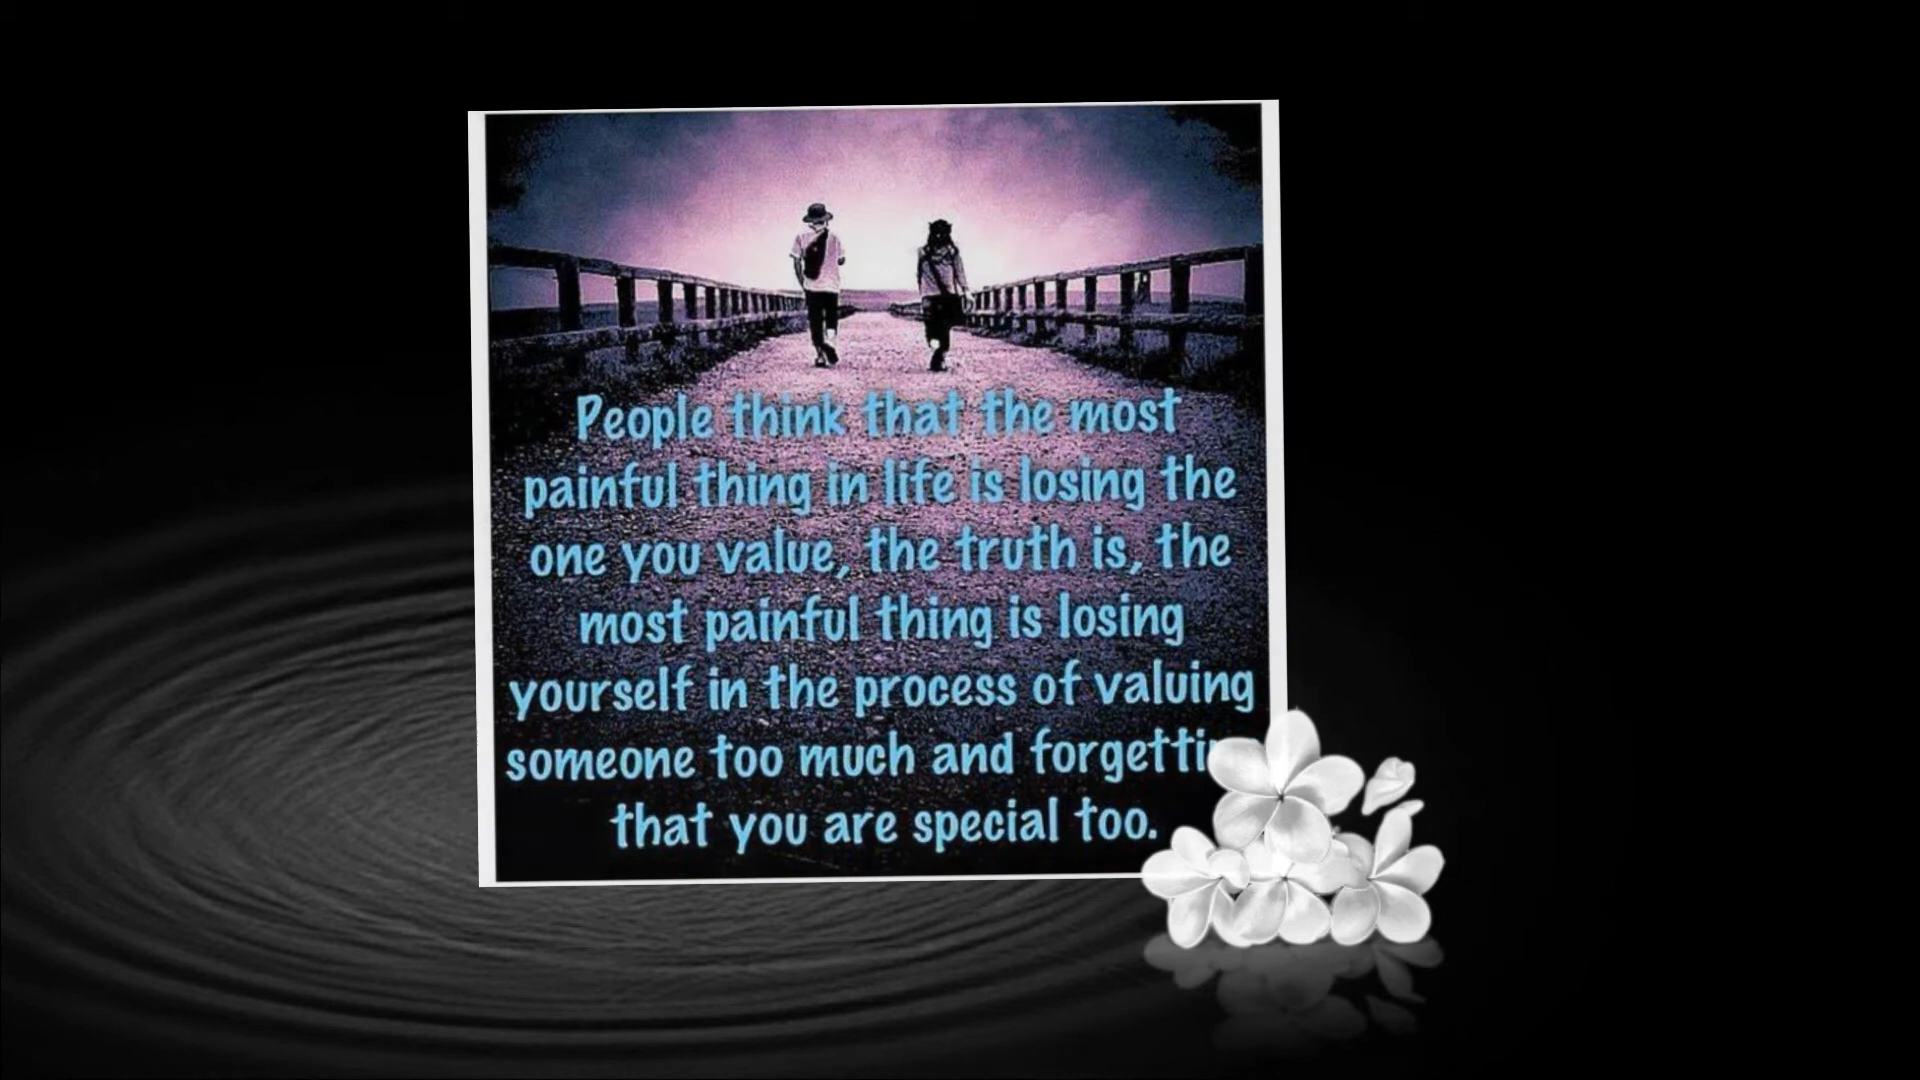 People think that the most
painful thing in life is losing the
one you value, the truth is, the
most painful thing is losing
yourself in the process of valuing
someone too much and forgetting
that you are special too.